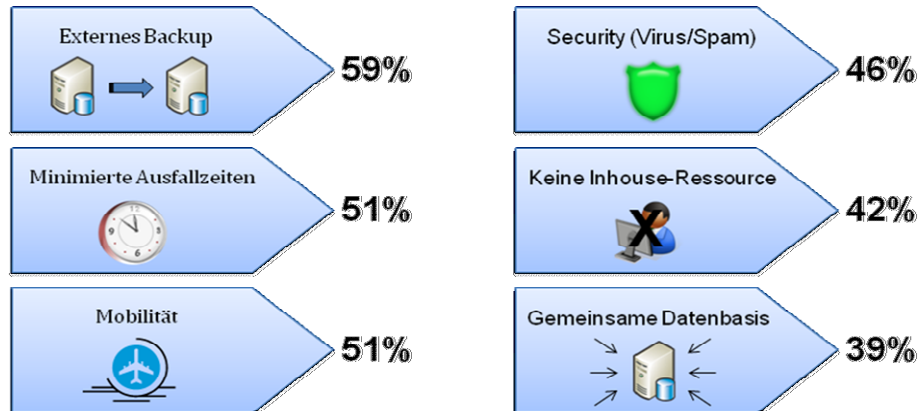 Externes Backup
59%
Minimierte Ausfallzeiten
51%
Mobilität
51%
Security (Virus/Spam)
46%
Keine Inhouse-Ressource
X
42%
Gemeinsame Datenbasis
39%